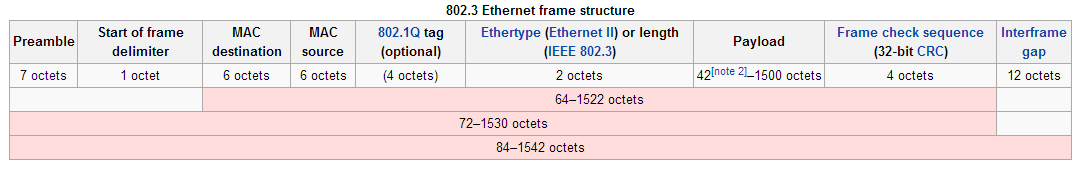 802.3 Ethernet frame structure
Preamble
Start of frame
delimiter
MAC
destination
MAC
source
802.1Q tag
(optional)
Ethertype (Ethernet II) or length
(IEEE 802.3)
Payload
Frame check sequence
(32-bit CRC)
Interframe
gap
7 octets
1 octet
6 octets
6 octets
(4 octets)
2 octets
42[note 2]–1500 octets
4 octets
12 octets
64–1522 octets
72–1530 octets
84–1542 octets